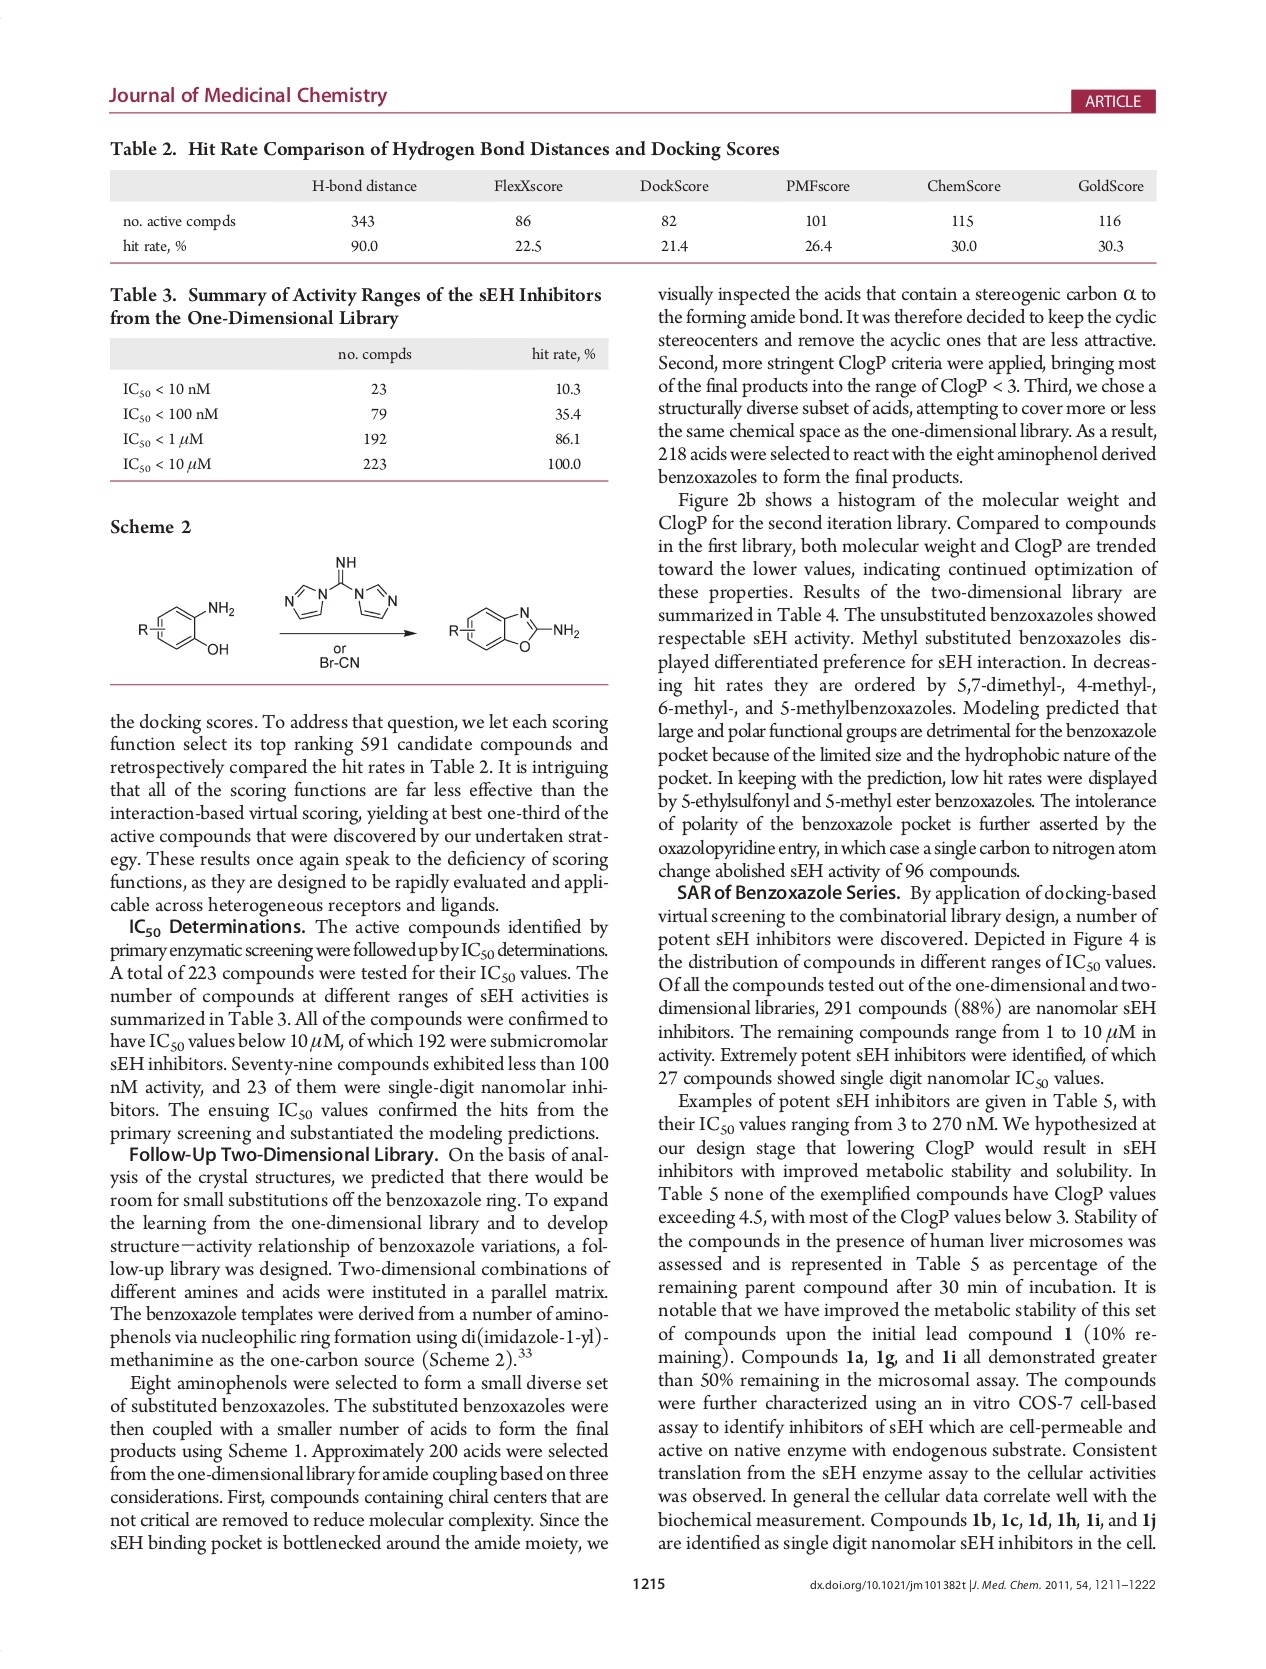 Journal of Medicinal Chemistry
ARTICLE
Table 2. Hit Rate Comparison of Hydrogen Bond Distances and Docking Scores
H-bond distance FlexXscore DockScore PMFscore ChemScore GoldScore
no. active compds 343 86 82 101 115 116
hit rate, % 90.0 22.5 21.4 26.4 30.0 30.3
Table 3. Summary of Activity Ranges of the sEH Inhibitors
from the One-Dimensional Library
no. compds hit rate, %
IC50 < 10 nM 23 10.3
IC50 < 100 nM 79 35.4
IC50 < 1 μM 192 86.1
IC50 < 10 μM 223 100.0
Scheme 2
NH
N N N N
R NH2 OH
or
Br-CN
R N O NH2
the docking scores. To address that question, we let each scoring
function select its top ranking 591 candidate compounds and
retrospectively compared the hit rates in Table 2. It is intriguing
that all of the scoring functions are far less effective than the
interaction-based virtual scoring, yielding at best one-third of the
active compounds that were discovered by our undertaken strat-
egy. These results once again speak to the deficiency of scoring
functions, as they are designed to be rapidly evaluated and appli-
cable across heterogeneous receptors and ligands.
IC50 Determinations. The active compounds identified by
primary enzymatic screening were followed up by IC50 determinations.
A total of 223 compounds were tested for their IC50 values. The
number of compounds at different ranges of sEH activities is
summarized in Table 3. All of the compounds were confirmed to
have IC50 values below 10 μM, of which 192 were submicromolar
sEH inhibitors. Seventy-nine compounds exhibited less than 100
nM activity, and 23 of them were single-digit nanomolar inhi-
bitors. The ensuing IC50 values confirmed the hits from the
primary screening and substantiated the modeling predictions.
Follow-Up Two-Dimensional Library. On the basis of anal-
ysis of the crystal structures, we predicted that there would be
room for small substitutions off the benzoxazole ring. To expand
the learning from the one-dimensional library and to develop
structure—activity relationship of benzoxazole variations, a fol-
low-up library was designed. Two-dimensional combinations of
different amines and acids were instituted in a parallel matrix.
The benzoxazole templates were derived from a number of amino-
phenols via nucleophilic ring formation using di(imidazole-1-yl)-
methanimine as the one-carbon source (Scheme 2).33
Eight aminophenols were selected to form a small diverse set
of substituted benzoxazoles. The substituted benzoxazoles were
then coupled with a smaller number of acids to form the final
products using Scheme 1. Approximately 200 acids were selected
from the one-dimensional library for amide coupling based on three
considerations. First, compounds containing chiral centers that are
not critical are removed to reduce molecular complexity. Since the
sEH binding pocket is bottlenecked around the amide moiety, we
visually inspected the acids that contain a stereogenic carbon α to
the forming amide bond. It was therefore decided to keep the cyclic
stereocenters and remove the acyclic ones that are less attractive.
Second, more stringent ClogP criteria were applied, bringing most
of the final products into the range of ClogP < 3. Third, we chose a
structurally diverse subset of acids, attempting to cover more or less
the same chemical space as the one-dimensional library. As a result,
218 acids were selected to react with the eight aminophenol derived
benzoxazoles to form the final products.
Figure 2b shows a histogram of the molecular weight and
ClogP for the second iteration library. Compared to compounds
in the first library, both molecular weight and ClogP are trended
toward the lower values, indicating continued optimization of
these properties. Results of the two-dimensional library are
summarized in Table 4. The unsubstituted benzoxazoles showed
respectable sEH activity. Methyl substituted benzoxazoles dis-
played differentiated preference for sEH interaction. In decreas-
ing hit rates they are ordered by 5,7-dimethyl-, 4-methyl-,
6-methyl-, and 5-methylbenzoxazoles. Modeling predicted that
large and polar functional groups are detrimental for the benzoxazole
pocket because of the limited size and the hydrophobic nature of the
pocket. In keeping with the prediction, low hit rates were displayed
by 5-ethylsulfonyl and 5-methyl ester benzoxazoles. The intolerance
of polarity of the benzoxazole pocket is further asserted by the
oxazolopyridine entry, in which case a single carbon to nitrogen atom
change abolished sEH activity of 96 compounds.
SAR of Benzoxazole Series. By application of docking-based
virtual screening to the combinatorial library design, a number of
potent sEH inhibitors were discovered. Depicted in Figure 4 is
the distribution of compounds in different ranges of IC50 values.
Of all the compounds tested out of the one-dimensional and two-
dimensional libraries, 291 compounds (88%) are nanomolar sEH
inhibitors. The remaining compounds range from 1 to 10 μM in
activity. Extremely potent sEH inhibitors were identified, of which
27 compounds showed single digit nanomolar IC50 values.
Examples of potent sEH inhibitors are given in Table 5, with
their IC50 values ranging from 3 to 270 nM. We hypothesized at
our design stage that lowering ClogP would result in sEH
inhibitors with improved metabolic stability and solubility. In
Table 5 none of the exemplified compounds have ClogP values
exceeding 4.5, with most of the ClogP values below 3. Stability of
the compounds in the presence of human liver microsomes was
assessed and is represented in Table 5 as percentage of the
remaining parent compound after 30 min of incubation. It is
notable that we have improved the metabolic stability of this set
of compounds upon the initial lead compound 1 (10% re-
maining). Compounds 1a, 1g, and 1i all demonstrated greater
than 50% remaining in the microsomal assay. The compounds
were further characterized using an in vitro COS-7 cell-based
assay to identify inhibitors of sEH which are cell-permeable and
active on native enzyme with endogenous substrate. Consistent
translation from the sEH enzyme assay to the cellular activities
was observed. In general the cellular data correlate well with the
biochemical measurement. Compounds 1b, 1c, 1d, 1h, 1i, and 1j
are identified as single digit nanomolar sEH inhibitors in the cell.
1215
dx.doi.org/10.1021/jm101382t |J. Med. Chem. 2011, 54, 1211–1222